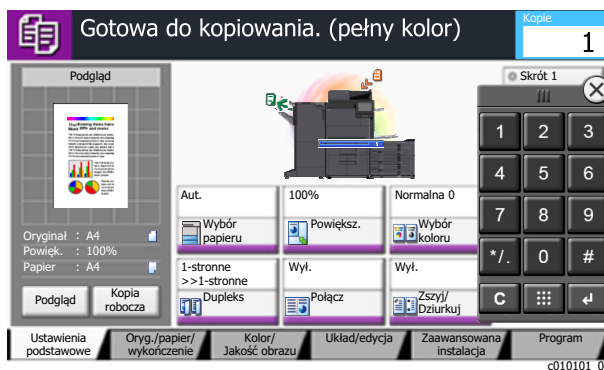 Gotowa do kopiowania. (pełny kolor)
Kopie
1
Podgląd
Skrót 1
Aut.
100%
Normalna 0
Wybór
papieru
Powiększ.
Wybór
koloru
Oryginał : A4
Powięk. : 100%
Papier : A4
1-stronne
>>1-stronne
Wył.
Wył.
Dupleks
Połącz
Zszyj/
Dziurkuj
Podgląd
Kopia
robocza
1 2 3
4 5 6
7 8 9
*/. 0 #
C
Ustawienia
podstawowe
Oryg./papier/
wykończenie
Kolor/
Jakość obrazu
Układ/edycja
Zaawansowana
instalacja
Program
c010101_0